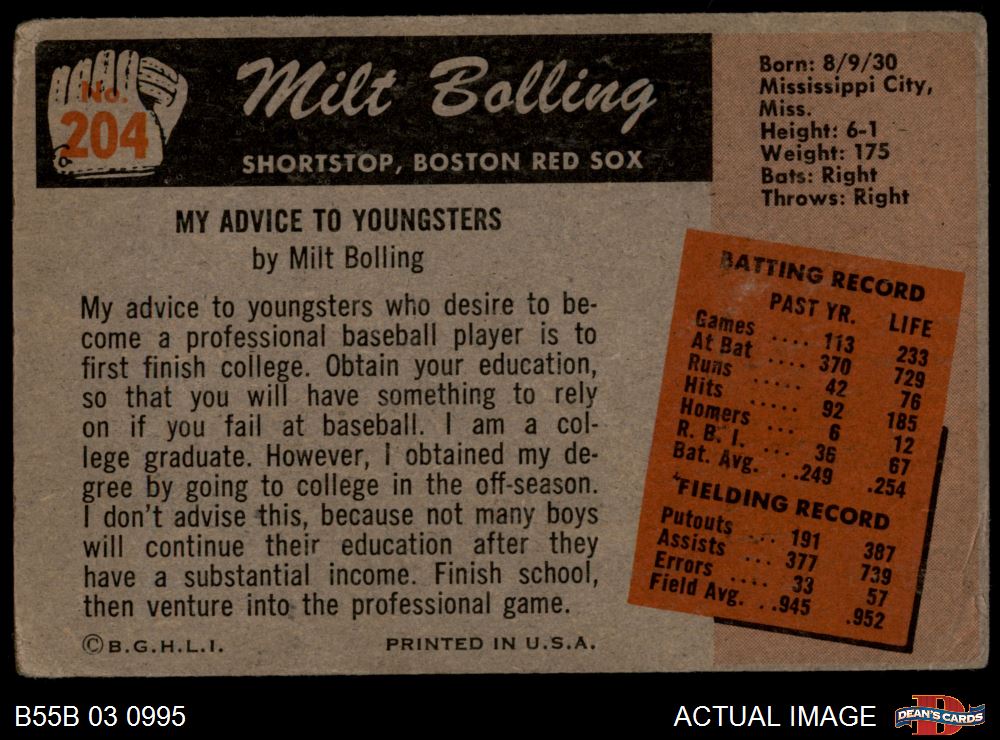 No.
204
Milt Bolling
SHORTSTOP, BOSTON RED SOX
Born: 8/9/30
Mississippi City,
Miss.
Height: 6-1
Weight: 175
Bats: Right
Throws: Right
MY ADVICE TO YOUNGSTERS
by Milt Bolling
My advice to youngsters who desire to be-
come a professional baseball player is to
first finish college. Obtain your education,
so that you will have something to rely
on if you fail at baseball. I am a col-
lege graduate. However, I obtained my de-
gree by going to college in the off-season.
I don't advise this, because not many boys
will continue their education after they
have a substantial income. Finish school,
then venture into the professional game.
BATTING RECORD
PAST YR. LIFE
Games .... 113 233
At Bat .... 370 729
Runs ..... 42 76
Hits ..... 92 185
Homers ... 6 12
R. B. I. ... 36 67
Bat. Avg. ..249 .254
FIELDING RECORD
Putouts ... 191 387
Assists ... 377 739
Errors .... 33 57
Field Avg. ..945 .952
©B.G.H.L.I. PRINTED IN U.S.A.
B55B 03 0995 ACTUAL IMAGE
D
DEAN'S CARDS